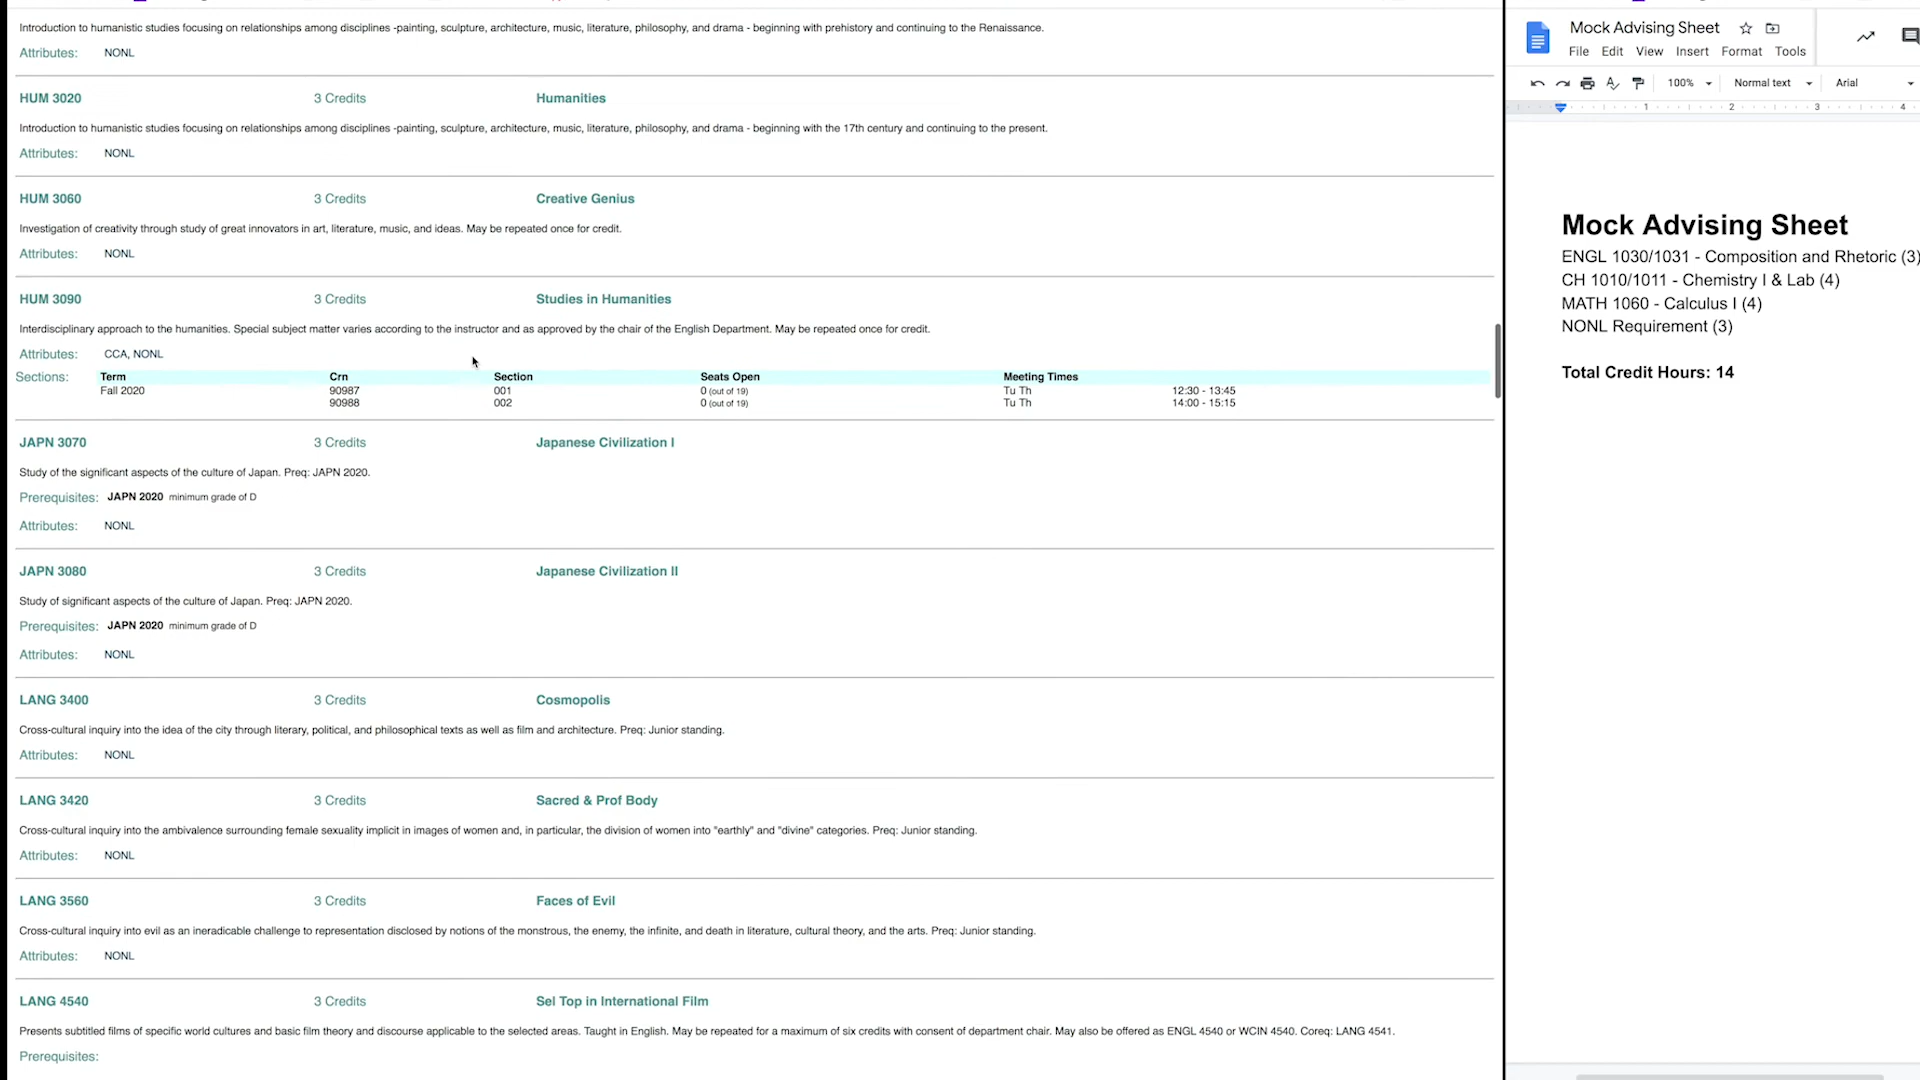 Introduction to humanistic studies focusing on relationships among disciplines -painting, sculpture, architecture, music, literature, philosophy, and drama - beginning with prehistory and continuing to the Renaissance.
Attributes: NONL
HUM 3020 3 Credits Humanities
Introduction to humanistic studies focusing on relationships among disciplines -painting, sculpture, architecture, music, literature, philosophy, and drama - beginning with the 17th century and continuing to the present.
Attributes: NONL
HUM 3060 3 Credits Creative Genius
Investigation of creativity through study of great innovators in art, literature, music, and ideas. May be repeated once for credit.
Attributes: NONL
HUM 3090 3 Credits Studies in Humanities
Interdisciplinary approach to the humanities. Special subject matter varies according to the instructor and as approved by the chair of the English Department. May be repeated once for credit.
Attributes: CCA, NONL
Sections: Term Crn Section Seats Open Meeting Times
Fall 2020 90987 001 0 (out of 19) Tu Th 12:30 - 13:45
90988 002 0 (out of 19) Tu Th 14:00 - 15:15
JAPN 3070 3 Credits Japanese Civilization I
Study of the significant aspects of the culture of Japan. Preq: JAPN 2020.
Prerequisites: JAPN 2020 minimum grade of D
Attributes: NONL
JAPN 3080 3 Credits Japanese Civilization II
Study of significant aspects of the culture of Japan. Preq: JAPN 2020.
Prerequisites: JAPN 2020 minimum grade of D
Attributes: NONL
LANG 3400 3 Credits Cosmopolis
Cross-cultural inquiry into the idea of the city through literary, political, and philosophical texts as well as film and architecture. Preq: Junior standing.
Attributes: NONL
LANG 3420 3 Credits Sacred & Prof Body
Cross-cultural inquiry into the ambivalence surrounding female sexuality implicit in images of women and, in particular, the division of women into "earthly" and "divine" categories. Preq: Junior standing.
Attributes: NONL
LANG 3560 3 Credits Faces of Evil
Cross-cultural inquiry into evil as an ineradicable challenge to representation disclosed by notions of the monstrous, the enemy, the infinite, and death in literature, cultural theory, and the arts. Preq: Junior standing.
Attributes: NONL
LANG 4540 3 Credits Sel Top in International Film
Presents subtitled films of specific world cultures and basic film theory and discourse applicable to the selected areas. Taught in English. May be repeated for a maximum of six credits with consent of department chair. May also be offered as ENGL 4540 or WCIN 4540. Coreq: LANG 4541.
Prerequisites:
Mock Advising Sheet
File Edit View Insert Format Tools
100% Normal text Arial
1 2 3 4
Mock Advising Sheet
ENGL 1030/1031 - Composition and Rhetoric (3)
CH 1010/1011 - Chemistry I & Lab (4)
MATH 1060 - Calculus I (4)
NONL Requirement (3)
Total Credit Hours: 14